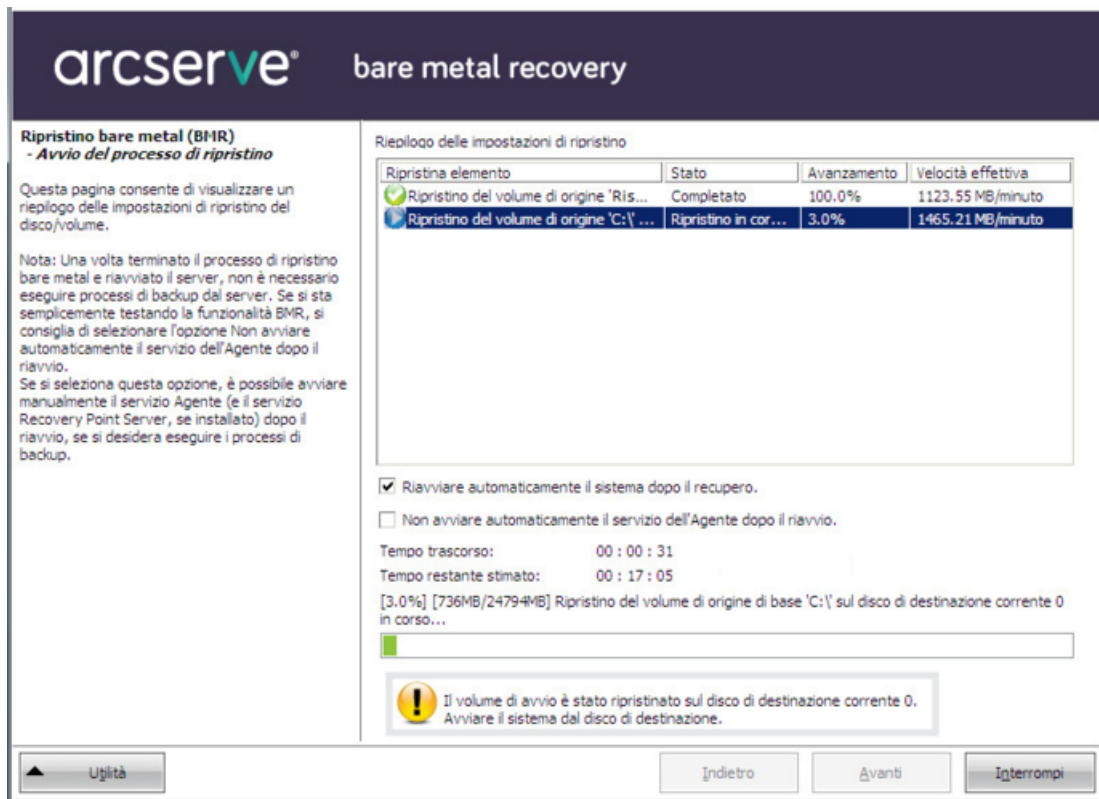 arcserve® bare metal recovery
Ripristino bare metal (BMR)
- Avvio del processo di ripristino
Questa pagina consente di visualizzare un
riepilogo delle impostazioni di ripristino del
disco/volume.
Nota: Una volta terminato il processo di ripristino
bare metal e riavviato il server, non è necessario
eseguire processi di backup dal server. Se si sta
semplicemente testando la funzionalità BMR, si
consiglia di selezionare l'opzione Non avviare
automaticamente il servizio dell'Agente dopo il
riavvio.
Se si seleziona questa opzione, è possibile avviare
manualmente il servizio Agente (e il servizio
Recovery Point Server, se installato) dopo il
riavvio, se si desidera eseguire i processi di
backup.
Riepilogo delle impostazioni di ripristino
Ripristina elemento Stato Avanzamento Velocità effettiva
Ripristino del volume di origine 'Ris... Completato 100.0% 1123.55 MB/minuto
Ripristino del volume di origine 'C:\' ... Ripristino in cor... 3.0% 1465.21 MB/minuto
Riavviare automaticamente il sistema dopo il recupero.
Non avviare automaticamente il servizio dell'Agente dopo il riavvio.
Tempo trascorso: 00 : 00 : 31
Tempo restante stimato: 00 : 17 : 05
[3.0%] [736MB/24794MB] Ripristino del volume di origine di base 'C:\' sul disco di destinazione corrente 0
in corso...
Il volume di avvio è stato ripristinato sul disco di destinazione corrente 0.
Avviare il sistema dal disco di destinazione.
Utilità Indietro Avanti Interrompi